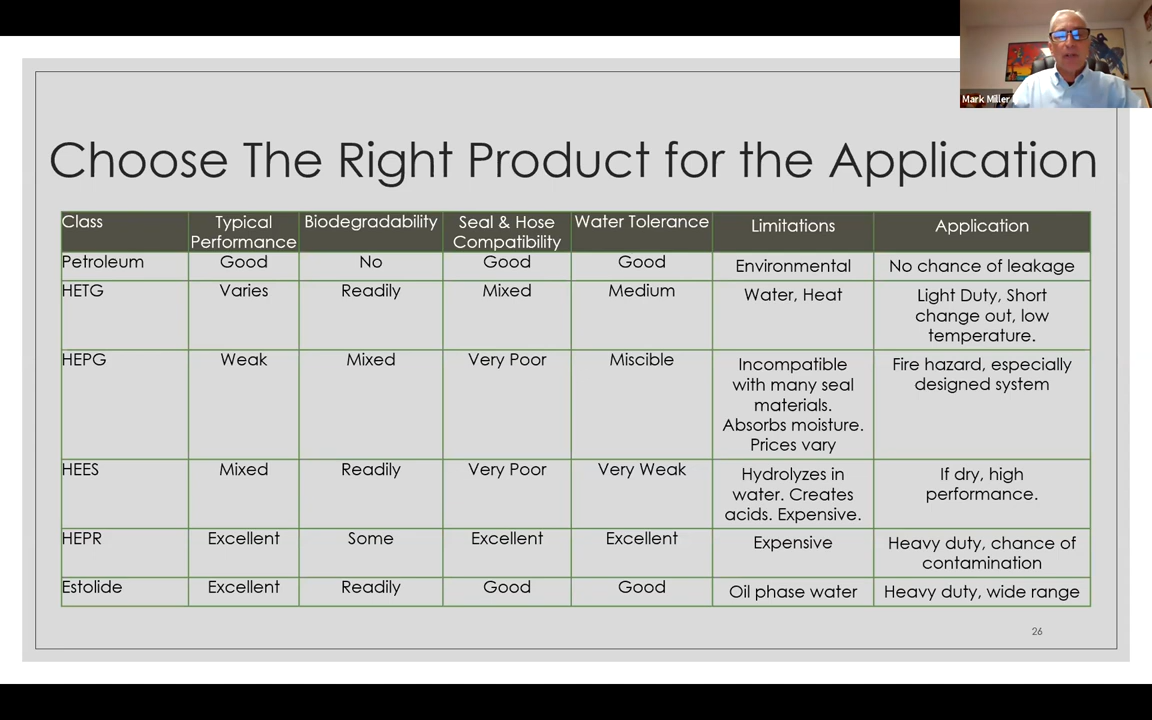 Mark Miller
Choose The Right Product for the Application
Class
Typical
Performance
Biodegradability
Seal & Hose
Compatibility
Water Tolerance
Limitations
Application
Petroleum
Good
No
Good
Good
Environmental
No chance of leakage
HETG
Varies
Readily
Mixed
Medium
Water, Heat
Light Duty, Short
change out, low
temperature.
HEPG
Weak
Mixed
Very Poor
Miscible
Incompatible
with many seal
materials.
Absorbs moisture.
Prices vary
Fire hazard, especially
designed system
HEES
Mixed
Readily
Very Poor
Very Weak
Hydrolyzes in
water. Creates
acids. Expensive.
If dry, high
performance.
HEPR
Excellent
Some
Excellent
Excellent
Expensive
Heavy duty, chance of
contamination
Estolide
Excellent
Readily
Good
Good
Oil phase water
Heavy duty, wide range
26